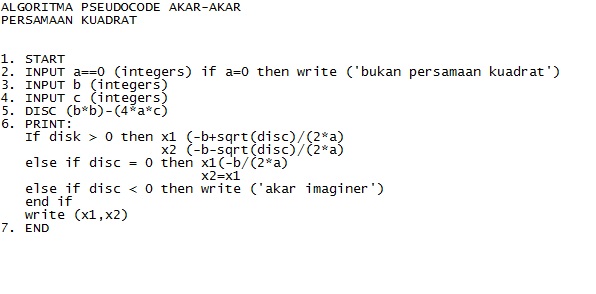 ALGORITMA PSEUDOCODE AKAR-AKAR
PERSAMAAN KUADRAT
1. START
2. INPUT a==0 (integers) if a=0 then write ('bukan persamaan kuadrat')
3. INPUT b (integers)
4. INPUT c (integers)
5. DISC (b*b)-(4*a*c)
6. PRINT:
If disk > 0 then x1 (-b+sqrt(disc)/(2*a)
x2 (-b-sqrt(disc)/(2*a)
else if disc = 0 then x1(-b/(2*a)
x2=x1
else if disc < 0 then write ('akar imaginer')
end if
write (x1,x2)
7. END